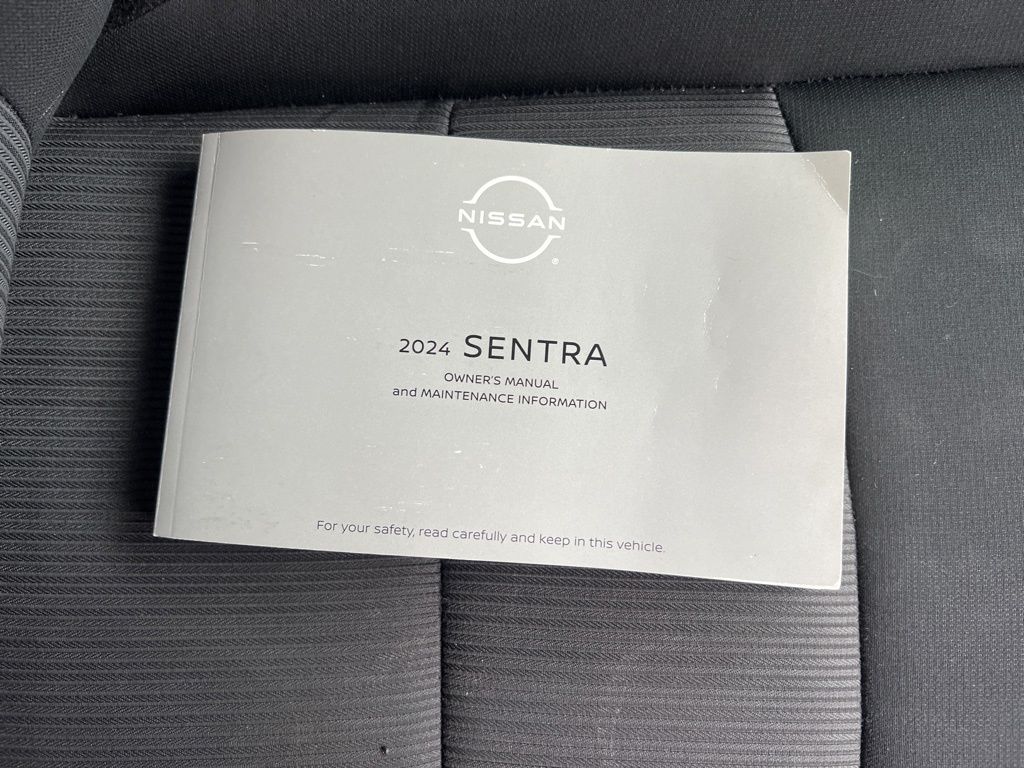 NISSAN
®
2024 SENTRA
OWNER'S MANUAL
and MAINTENANCE INFORMATION
For your safety, read carefully and keep in this vehicle.